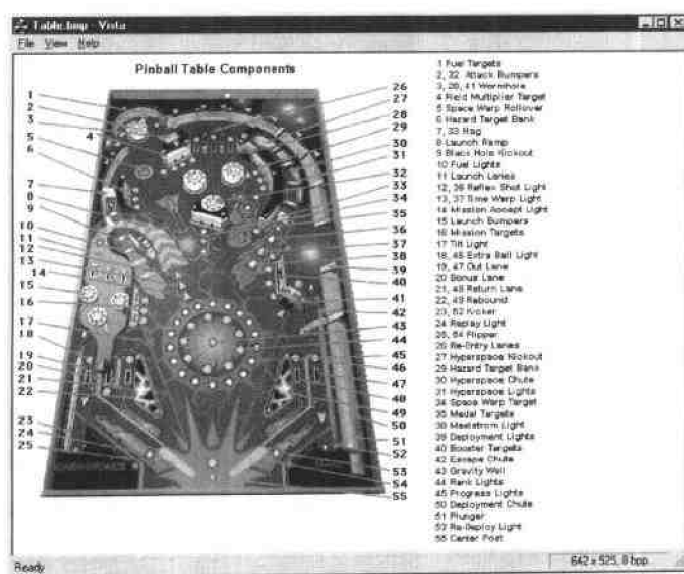 Table.bmp - Vista
File View Help
Pinball Table Components
1
2
3
4
5
6
7
8
9
10
11
12
13
14
15
16
17
18
19
20
21
22
23
24
25
26
27
28
29
30
31
32
33
34
35
36
37
38
39
40
41
42
43
44
45
46
47
48
49
50
51
52
53
54
55
1 Fuel Targets
2, 32 Attack Bumpers
3, 28, 41 Wormhole
4 Field Multiplier Target
5 Space Warp Rollover
6 Hazard Target Bank
7, 33 Flag
8 Launch Ramp
9 Black Hole Kickout
10 Fuel Lights
11 Launch Lanes
12, 36 Reflex Shot Light
13, 37 Time Warp Light
14 Mission Accept Light
15 Launch Bumpers
16 Mission Targets
17 Tilt Light
18, 46 Extra Ball Light
19, 47 Out Lane
20 Bonus Lane
21, 48 Return Lane
22, 49 Rebound
23, 52 Kicker
24 Replay Light
25, 54 Flipper
26 Re-Entry Lanes
27 Hyperspace Kickout
29 Hazard Target Bank
30 Hyperspace Chute
31 Hyperspace Lights
34 Space Warp Target
35 Medal Targets
38 Maelstrom Light
39 Deployment Lights
40 Booster Targets
42 Escape Chute
43 Gravity Well
44 Rank Lights
45 Progress Lights
50 Deployment Chute
51 Plunger
53 Re-Deploy Light
55 Center Post
Ready
642 x 525, 8 bpp